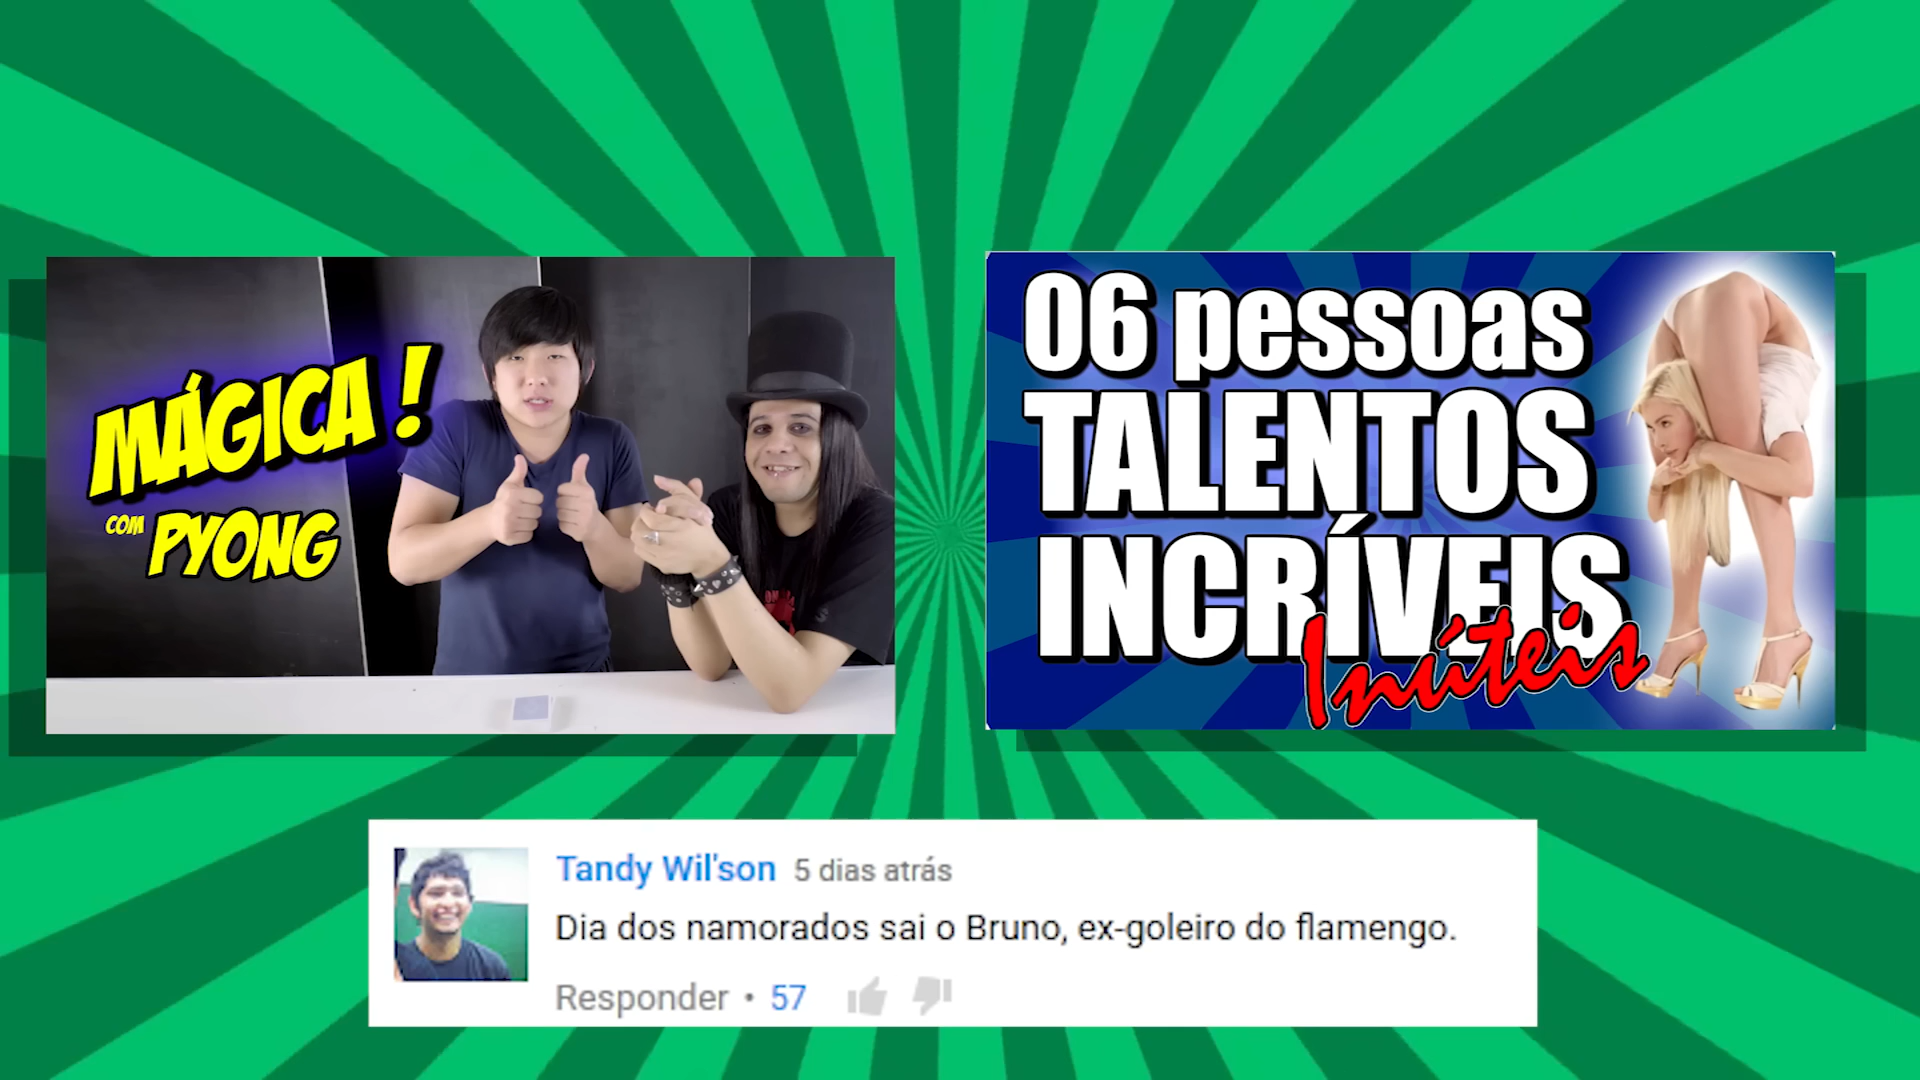 MÁGICA!
COM PYONG
06 pessoas
TALENTOS
INCRÍVEIS
Inúteis
Tandy Wil'son 5 dias atrás
Dia dos namorados sai o Bruno, ex-goleiro do flamengo.
Responder • 57